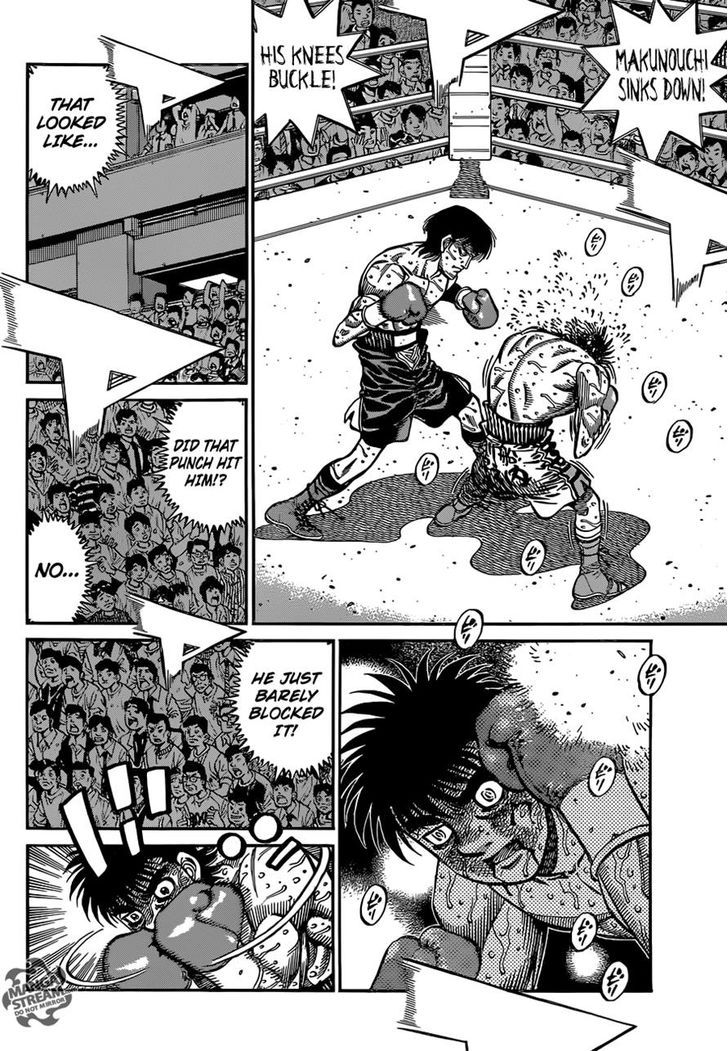 MAKUNOUCHI
SINKS DOWN!
HIS KNEES
BUCKLE!
THAT
LOOKED
LIKE...
DID THAT
PUNCH HIT
HIM!?
NO...
HE JUST
BARELY
BLOCKED
IT!
MANGA
STREAM
DO NOT MIRROR